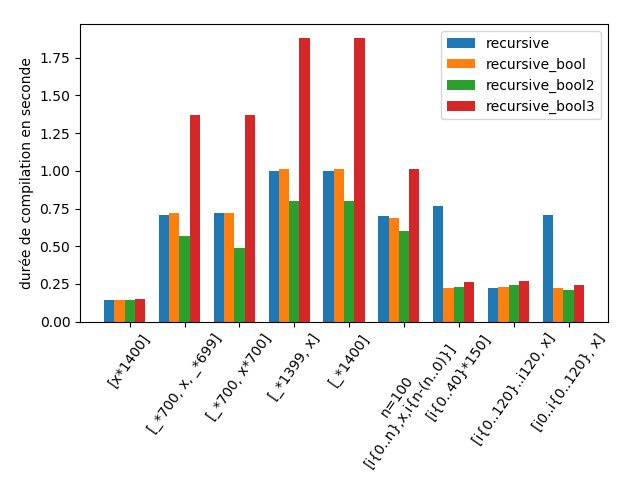 durée de compilation en seconde
1.75
1.50
1.25
1.00
0.75
0.50
0.25
0.00
recursive
recursive_bool
recursive_bool2
recursive_bool3
[x*1400]
[_*700, x, _*699]
[_*700, x*700]
[_*1399, x]
[_*1400]
n=100
[i{0..n},x,i{n-(n..0)}]
[i{0..40}*150]
[i{0..120}..i120, x]
[i0..i{0..120}, x]